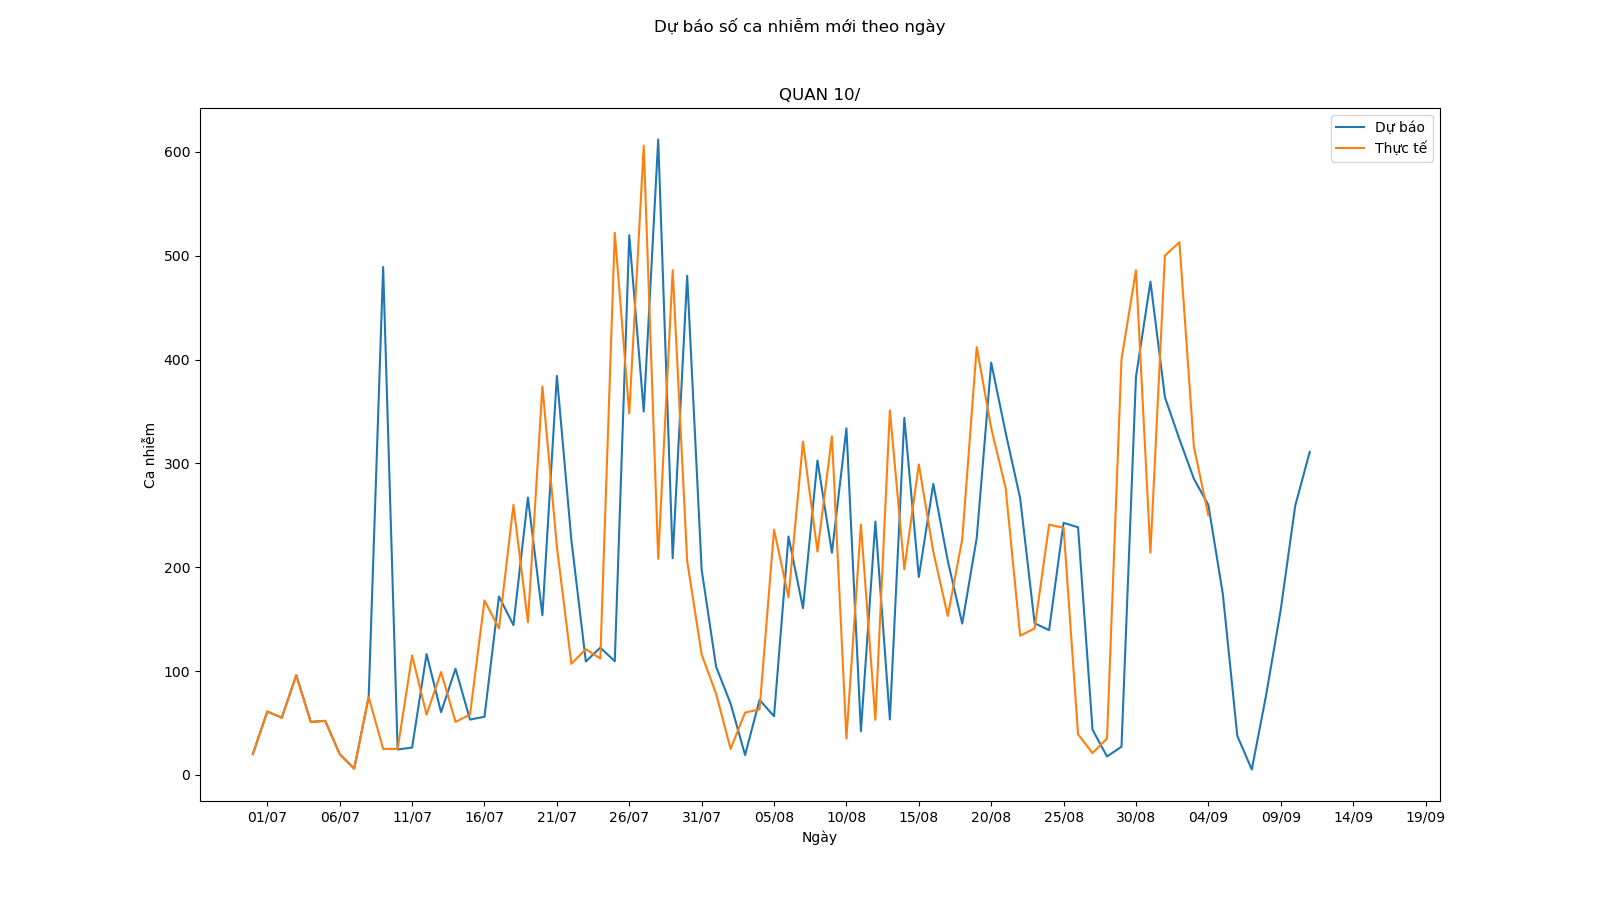 Dự báo số ca nhiễm mới theo ngày
QUAN 10/
Dự báo
Thực tế
600
500
400
300
200
100
0
Ca nhiễm
01/07 06/07 11/07 16/07 21/07 26/07 31/07 05/08 10/08 15/08 20/08 25/08 30/08 04/09 09/09 14/09 19/09
Ngày